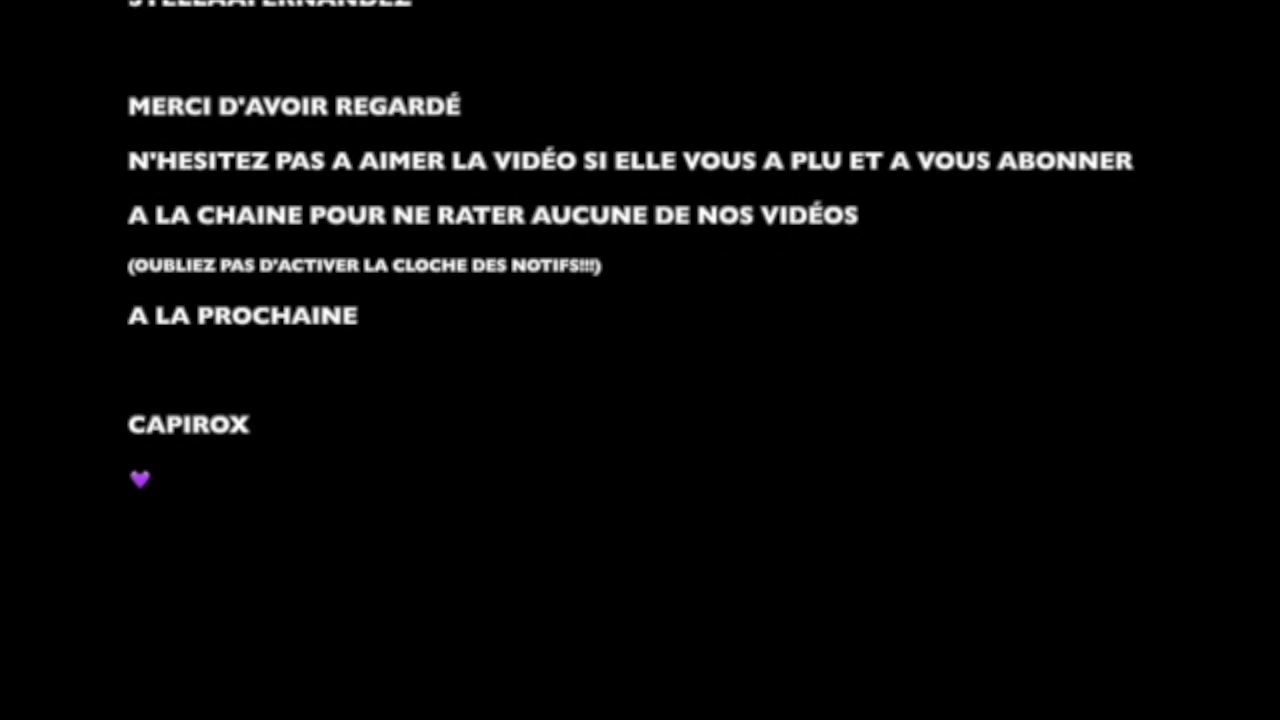 MERCI D'AVOIR REGARDÉ
N'HESITEZ PAS A AIMER LA VIDÉO SI ELLE VOUS A PLU ET A VOUS ABONNER
A LA CHAINE POUR NE RATER AUCUNE DE NOS VIDÉOS
(OUBLIEZ PAS D'ACTIVER LA CLOCHE DES NOTIFS!!!)
A LA PROCHAINE
CAPIROX
💜